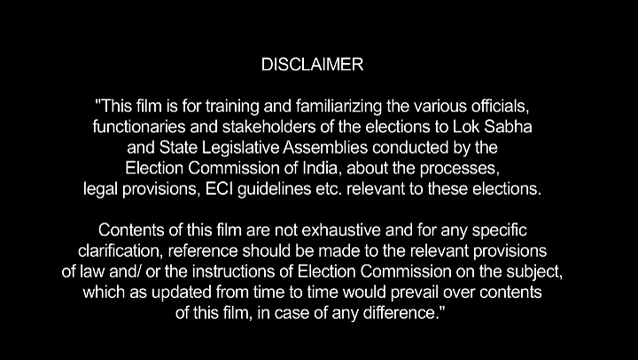 DISCLAIMER
"This film is for training and familiarizing the various officials,
functionaries and stakeholders of the elections to Lok Sabha
and State Legislative Assemblies conducted by the
Election Commission of India, about the processes,
legal provisions, ECI guidelines etc. relevant to these elections.
Contents of this film are not exhaustive and for any specific
clarification, reference should be made to the relevant provisions
of law and/ or the instructions of Election Commission on the subject,
which as updated from time to time would prevail over contents
of this film, in case of any difference."